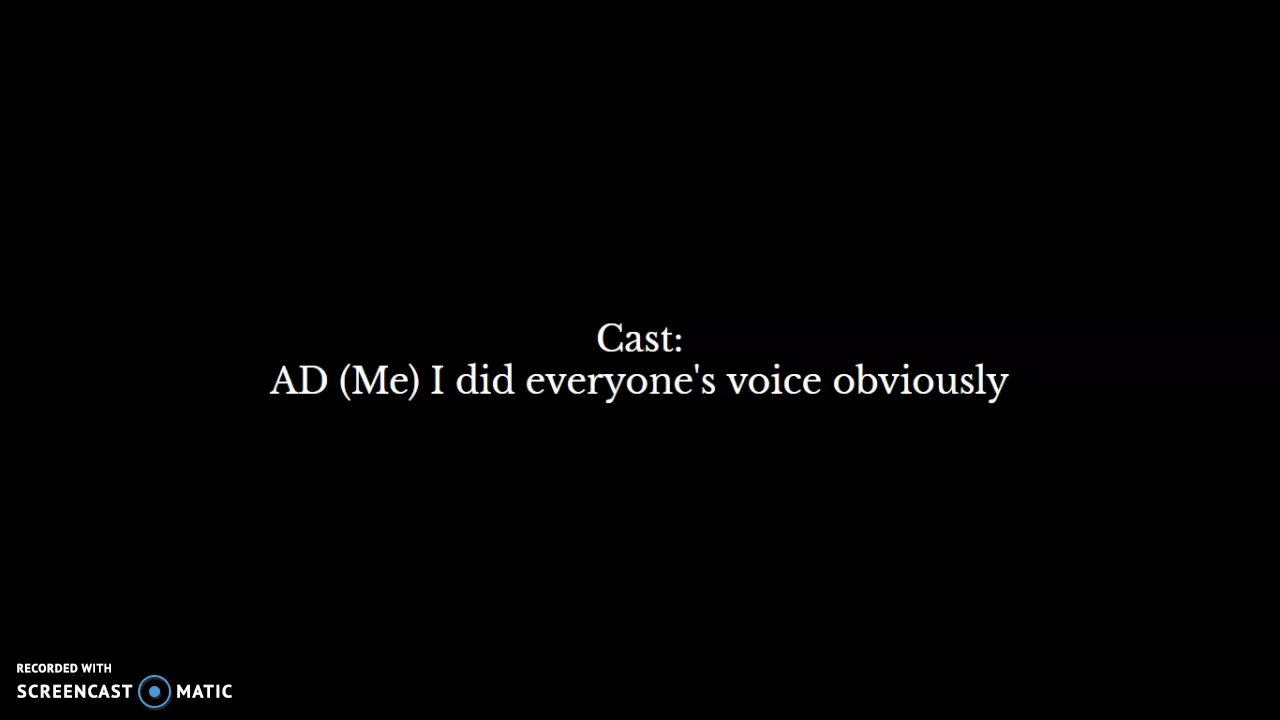 Cast:
AD (Me) I did everyone's voice obviously
RECORDED WITH
SCREENCAST MATIC